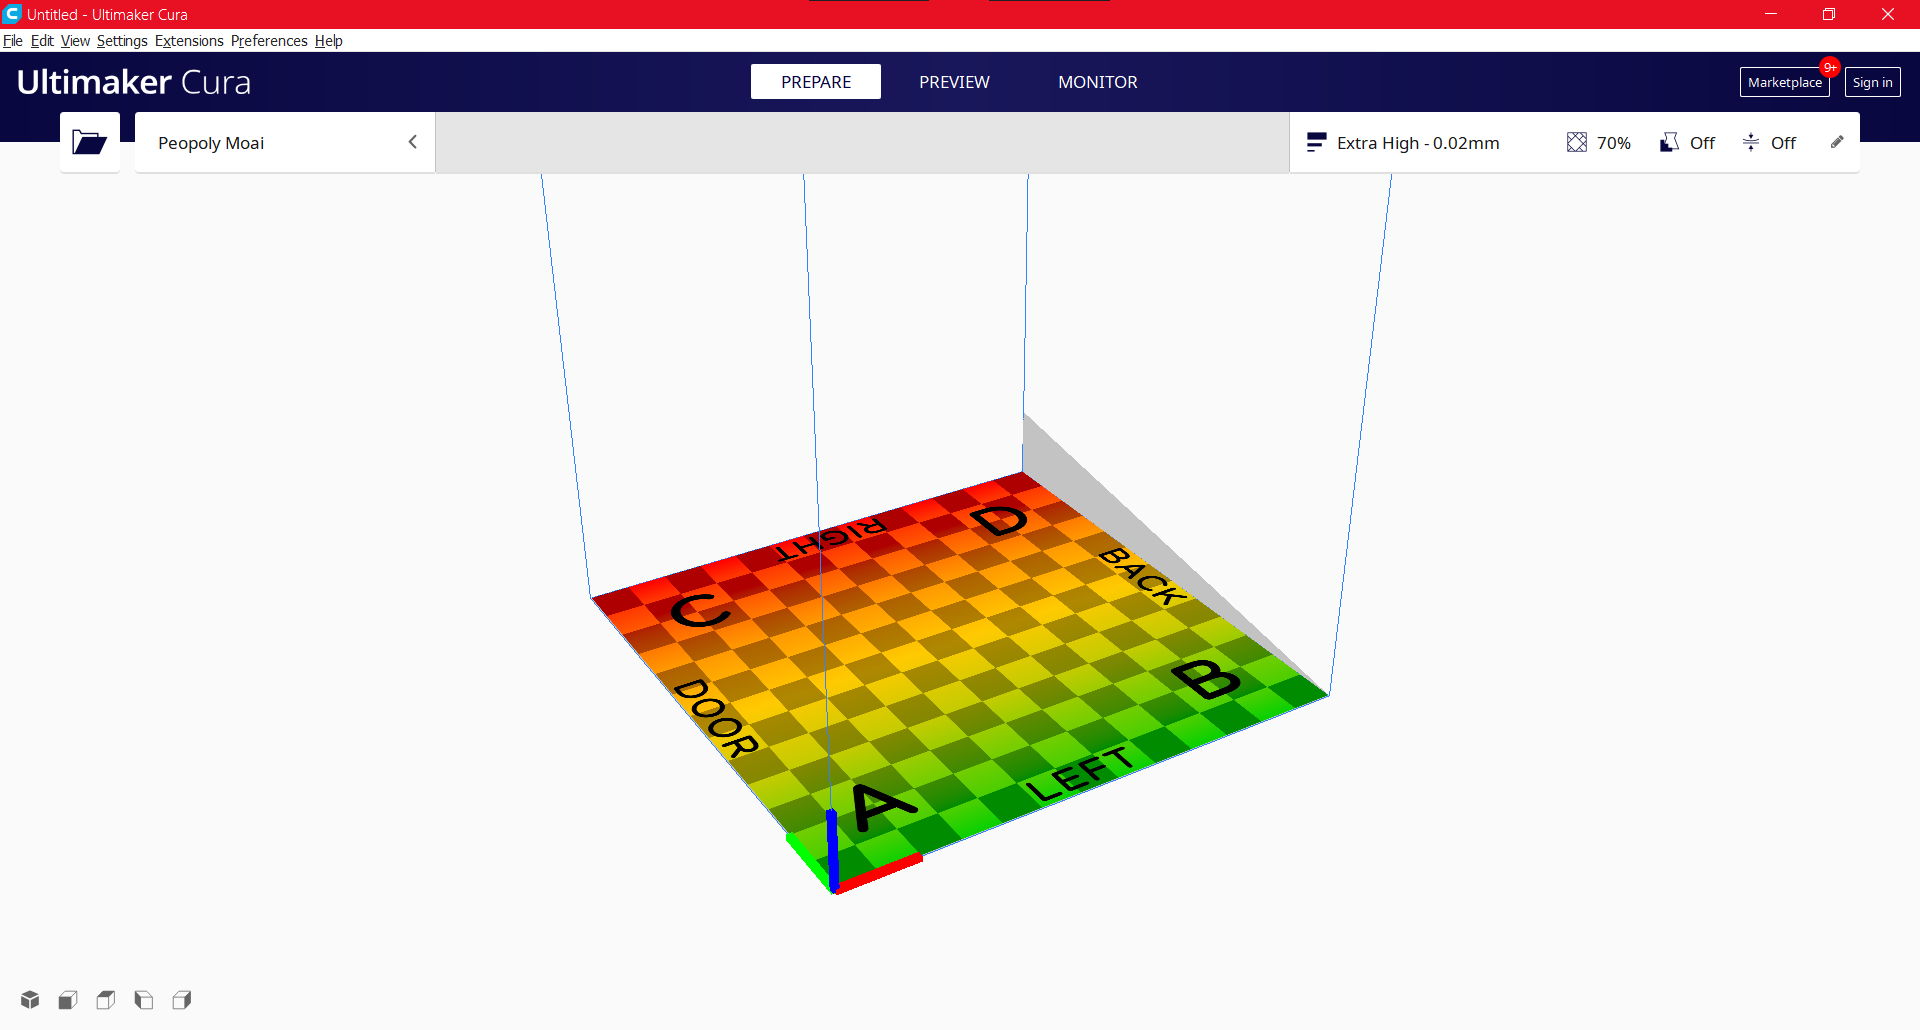 Untitled - Ultimaker Cura
File Edit View Settings Extensions Preferences Help
Ultimaker Cura
PREPARE PREVIEW MONITOR
Marketplace 9+ Sign in
Peopoly Moai
Extra High - 0.02mm 70% Off Off
RIGHT
D
BACK
C
B
DOOR
LEFT
A